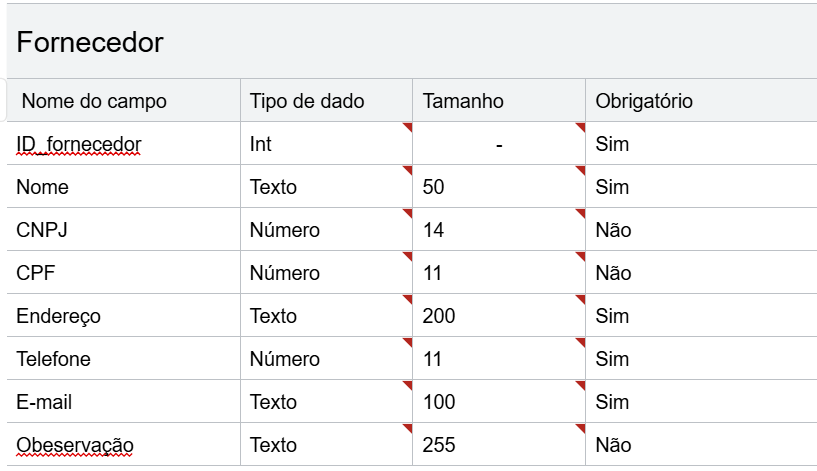 Fornecedor
Nome do campo Tipo de dado Tamanho Obrigatório
ID_fornecedor Int - Sim
Nome Texto 50 Sim
CNPJ Número 14 Não
CPF Número 11 Não
Endereço Texto 200 Sim
Telefone Número 11 Sim
E-mail Texto 100 Sim
Obeservação Texto 255 Não